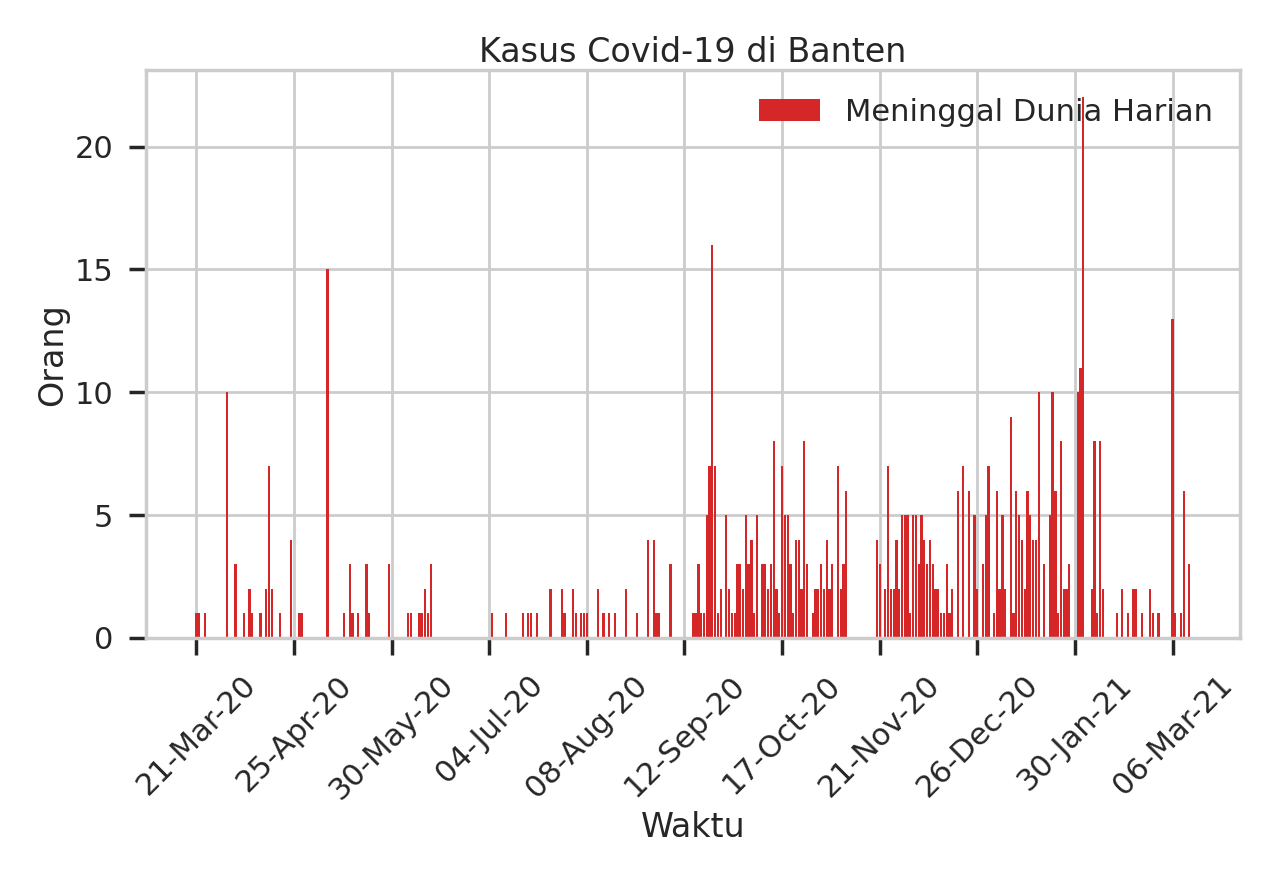 Kasus Covid-19 di Banten
Meninggal Dunia Harian
Orang
20
15
10
5
0
21-Mar-20
25-Apr-20
30-May-20
04-Jul-20
08-Aug-20
12-Sep-20
17-Oct-20
21-Nov-20
26-Dec-20
30-Jan-21
06-Mar-21
Waktu